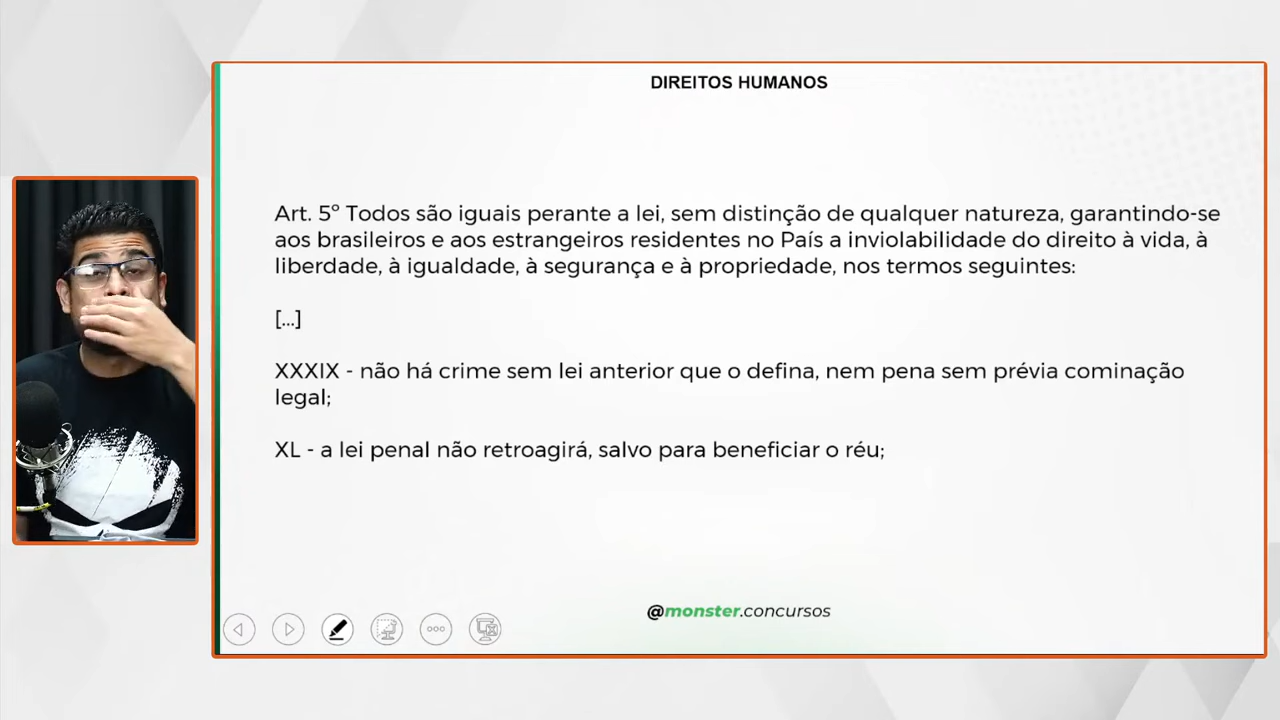 DIREITOS HUMANOS
Art. 5º Todos são iguais perante a lei, sem distinção de qualquer natureza, garantindo-se
aos brasileiros e aos estrangeiros residentes no País a inviolabilidade do direito à vida, à
liberdade, à igualdade, à segurança e à propriedade, nos termos seguintes:
[...]
XXXIX - não há crime sem lei anterior que o defina, nem pena sem prévia cominação
legal;
XL - a lei penal não retroagirá, salvo para beneficiar o réu;
@monster.concursos